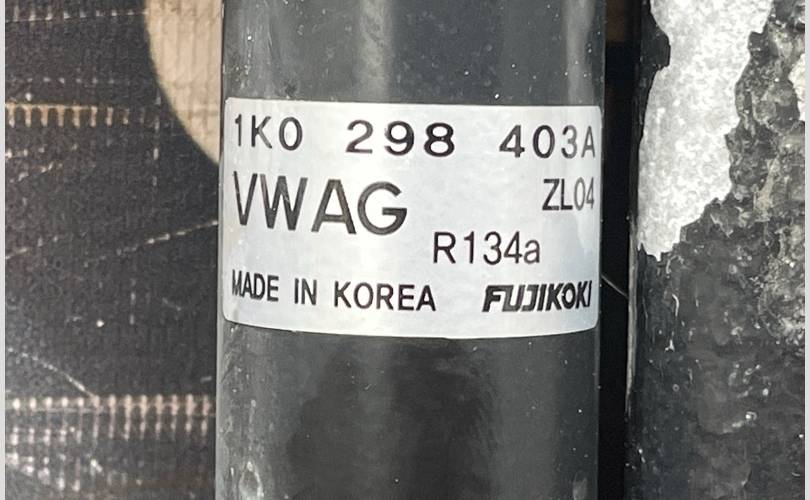 1K0 298 403A
VWAG ZL04
R134a
MADE IN KOREA FUJIKOKI